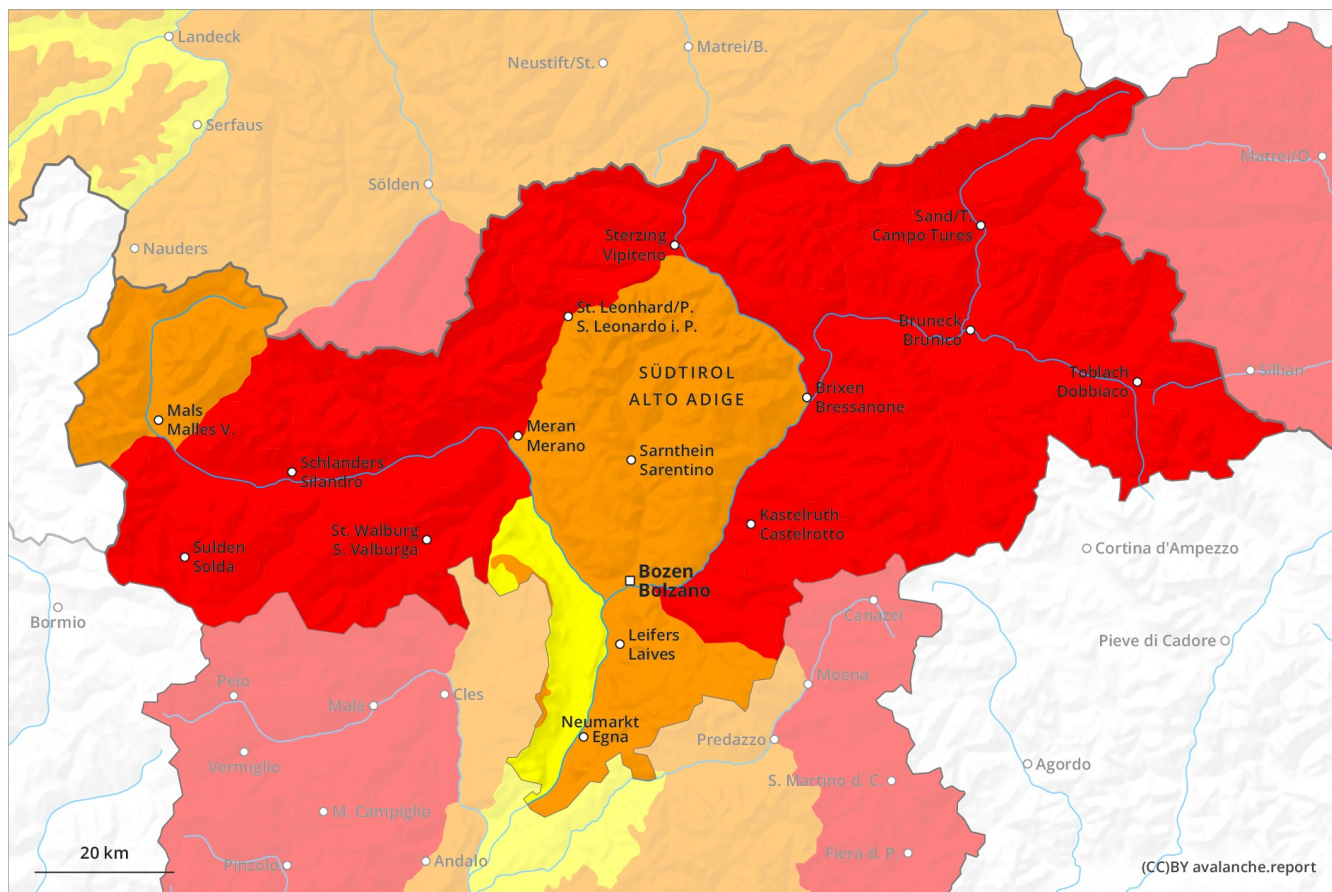 Landeck
Matrei/B.
Neustift/St.
Serfaus
Matrei/O.
Sölden
Sand/T.
Campo Tures
Sterzing
Vipiteno
Nauders
St. Leonhard/P.
S. Leonardo i. P.
Bruneck
Brunico
SÜDTIROL
ALTO ADIGE
Toblach
Dobbiaco
Sillian
Brixen
Bressanone
Mals
Malles V.
Meran
Merano
Sarnthein
Sarentino
Schlanders
Silandro
Kastelruth
Castelrotto
St. Walburg
S. Valburga
Sulden
Solda
Cortina d'Ampezzo
Bozen
Bolzano
Bormio
Canazei
Leifers
Laives
Pieve di Cadore
Peio
Moena
Malè
Cles
Neumarkt
Egna
Predazzo
Vermiglio
Agordo
S. Martino d. C.
M. Campiglio
20 km
Pinzolo
Andalo
Fiera d. P.
(CC)BY avalanche.report